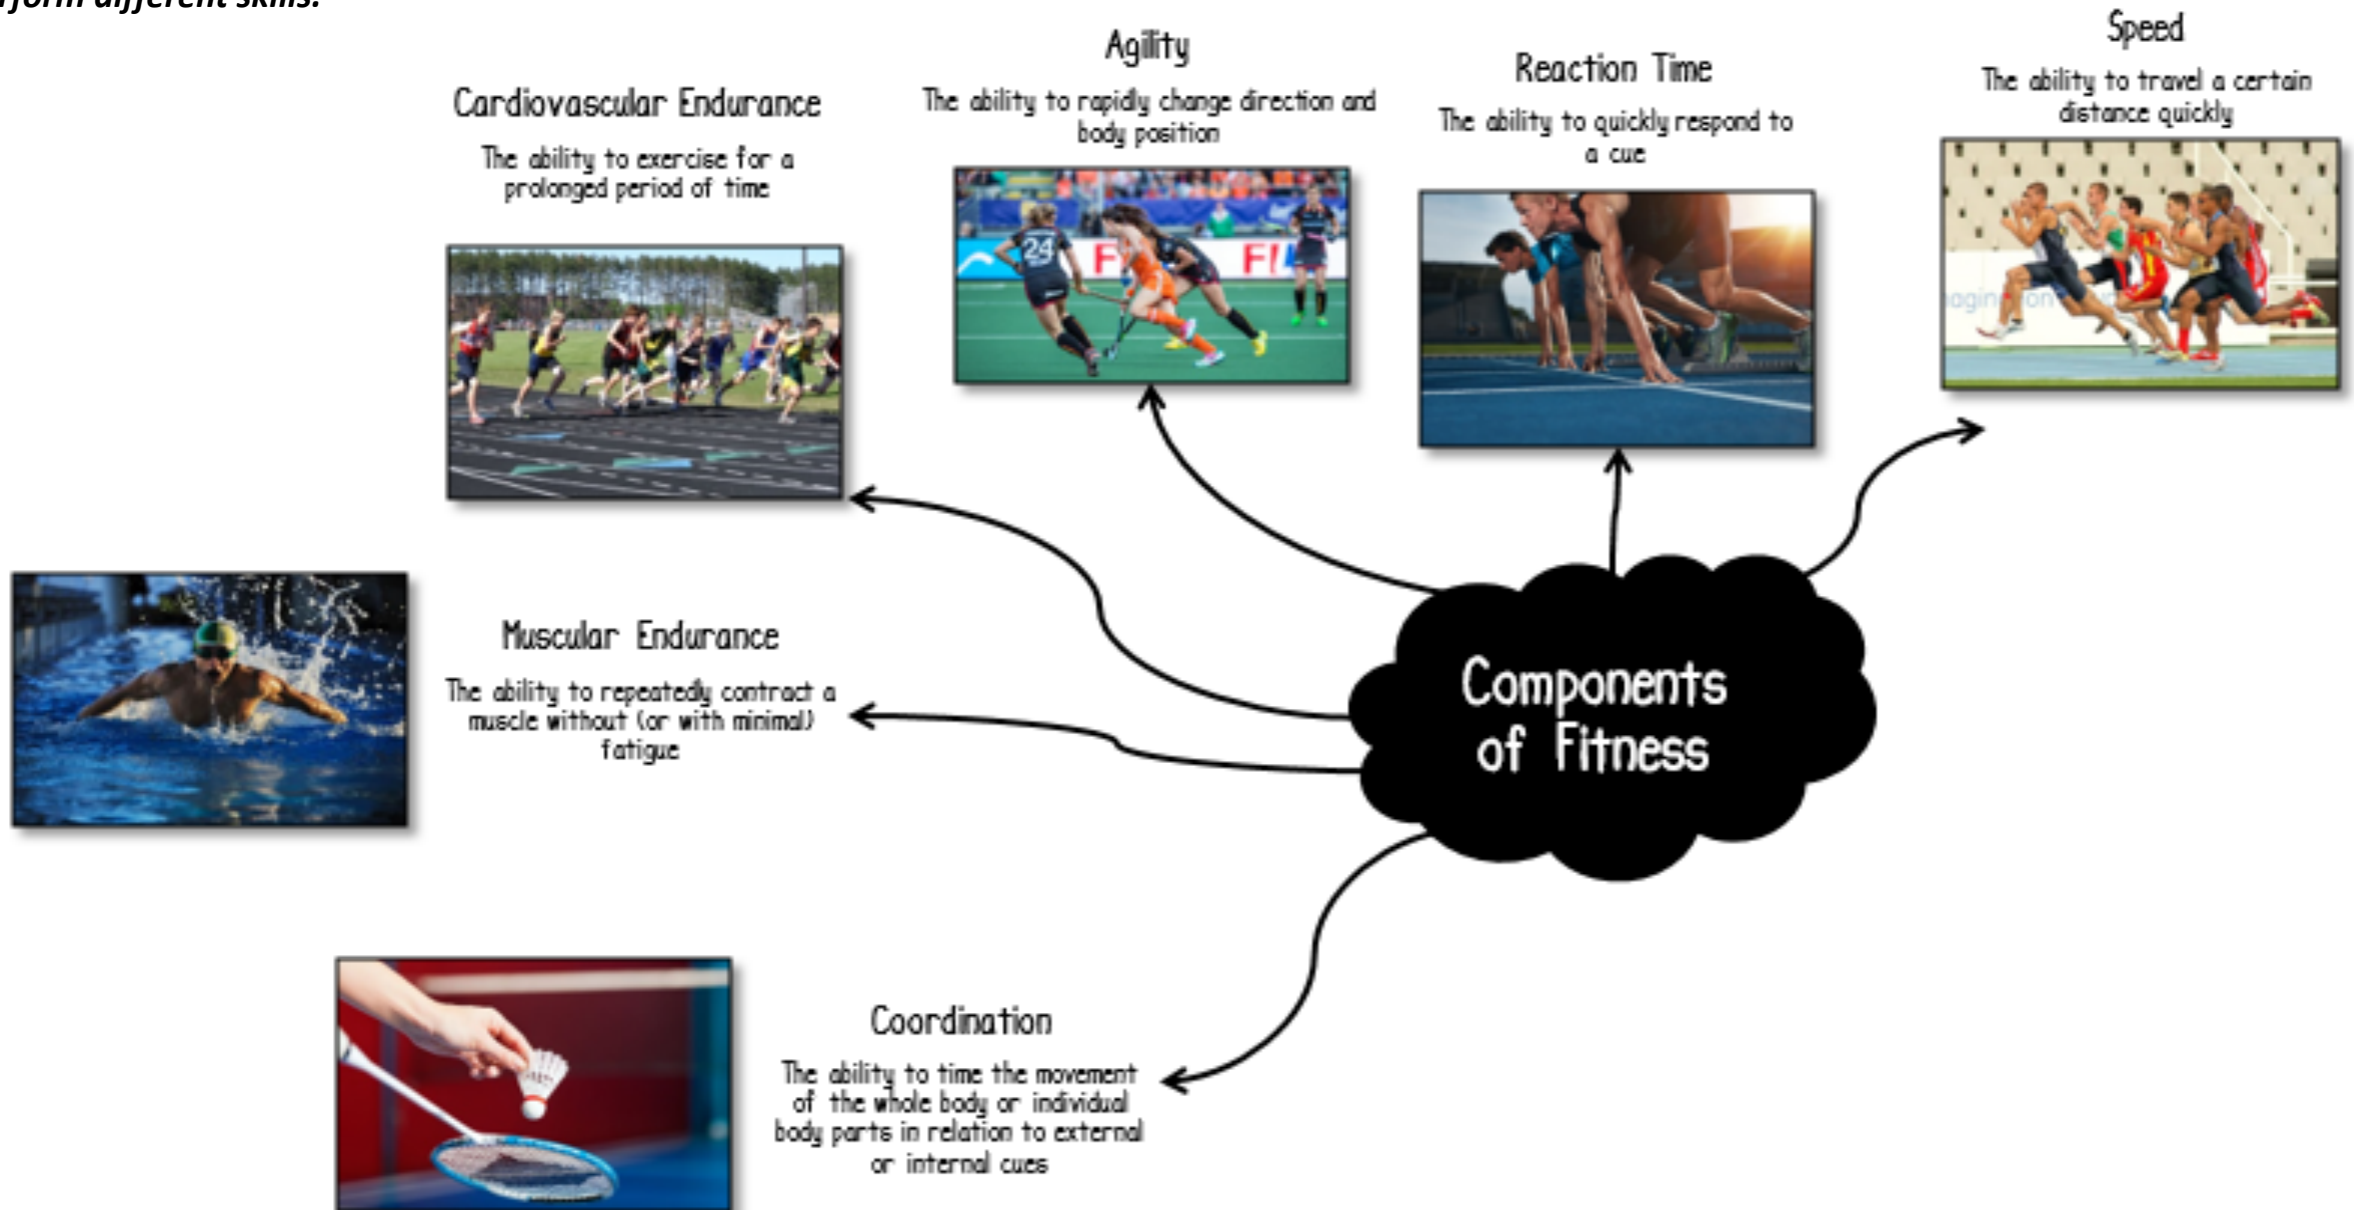 rform different skills.
Speed
The ability to travel a certain
distance quickly
Agility
The ability to rapidly change direction and
body position
Reaction Time
The ability to quickly respond to
a cue
Cardiovascular Endurance
The ability to exercise for a
prolonged period of time
24
Muscular Endurance
The ability to repeatedly contract a
muscle without (or with minimal)
fatigue
Components
of Fitness
Coordination
The ability to time the movement
of the whole body or individual
body parts in relation to external
or internal cues